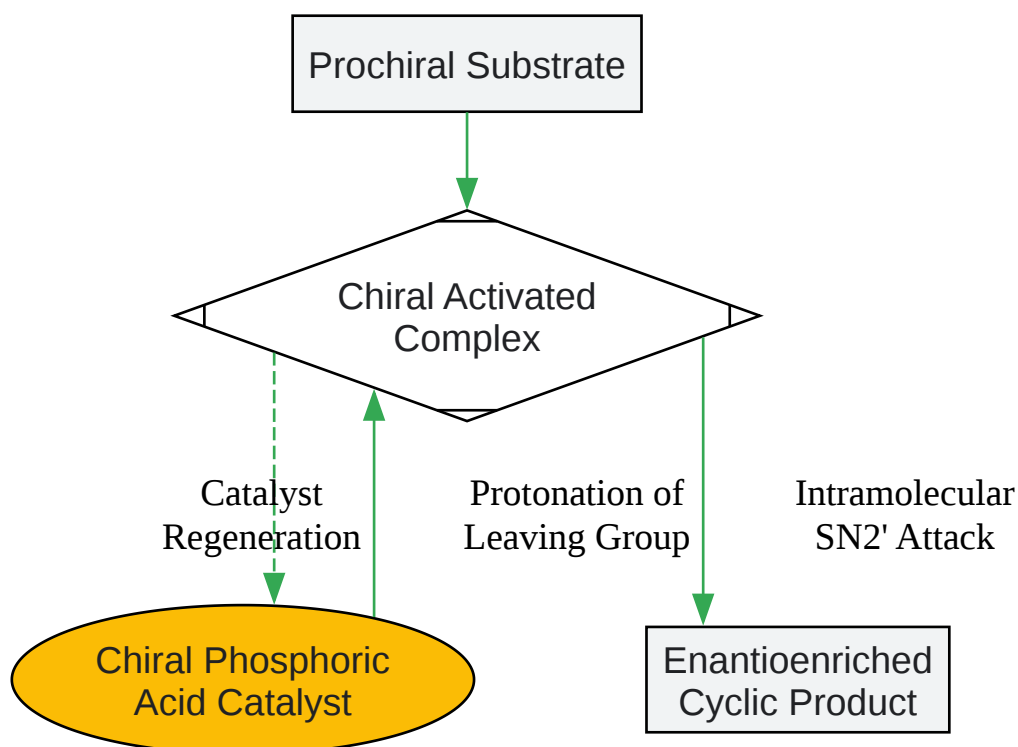 Prochiral Substrate
Chiral Activated
Complex
Catalyst
Regeneration
Protonation of
Leaving Group
Intramolecular
SN2' Attack
Chiral Phosphoric
Acid Catalyst
Enantioenriched
Cyclic Product